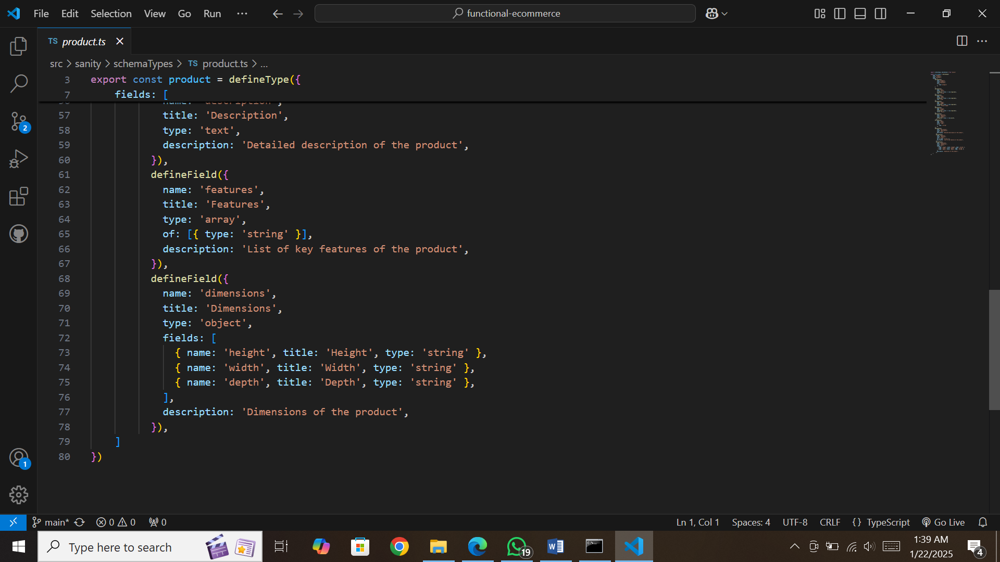 File Edit Selection View Go Run ··· functional-ecommerce
TS product.ts
src > sanity > schemaTypes > TS product.ts > ...
3 export const product = defineType({
7 fields: [
56 name: 'description',
57 title: 'Description',
58 type: 'text',
59 description: 'Detailed description of the product',
60 }),
61 defineField({
62 name: 'features',
63 title: 'Features',
64 type: 'array',
65 of: [{ type: 'string' }],
66 description: 'List of key features of the product',
67 }),
68 defineField({
69 name: 'dimensions',
70 title: 'Dimensions',
71 type: 'object',
72 fields: [
73 { name: 'height', title: 'Height', type: 'string' },
74 { name: 'width', title: 'Width', type: 'string' },
75 { name: 'depth', title: 'Depth', type: 'string' },
76 ],
77 description: 'Dimensions of the product',
78 }),
79 ]
80 })
2
1
main* 0 0 0 Ln 1, Col 1 Spaces: 4 UTF-8 CRLF {} TypeScript Go Live
Type here to search 19 1:39 AM
1/22/2025 4